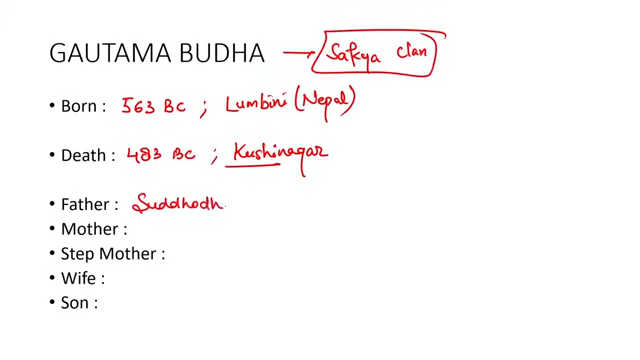 GAUTAMA BUDHA → Sakya Clan
• Born : 563 BC ; Lumbini (Nepal)
• Death : 483 BC ; Kushinagar
• Father : Suddhodh
• Mother :
• Step Mother :
• Wife :
• Son :